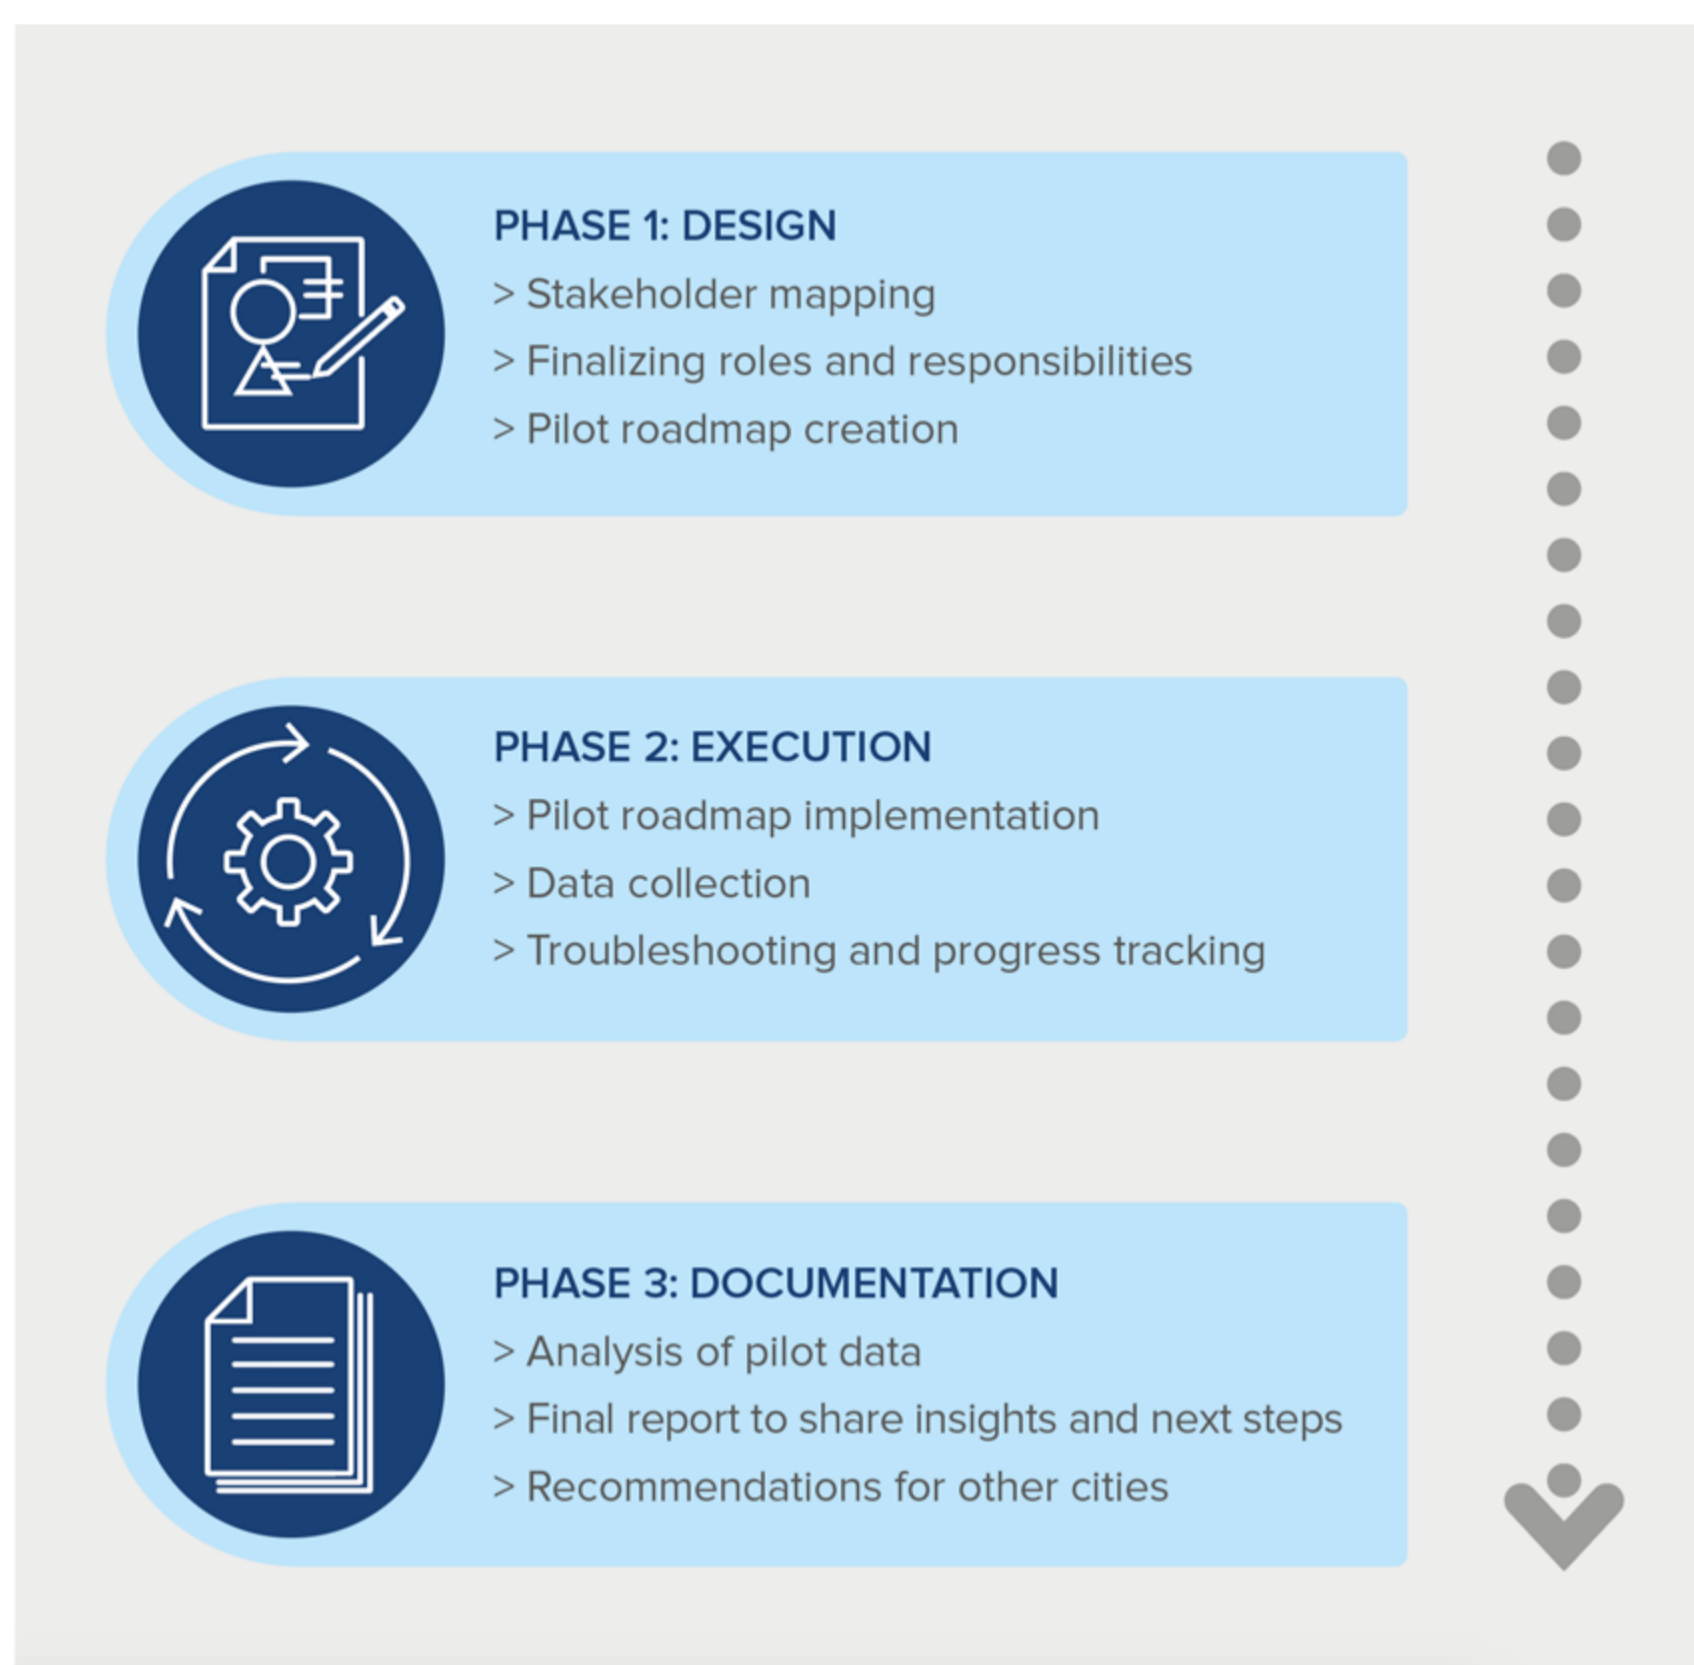 PHASE 1: DESIGN
> Stakeholder mapping
> Finalizing roles and responsibilities
> Pilot roadmap creation
PHASE 2: EXECUTION
> Pilot roadmap implementation
> Data collection
> Troubleshooting and progress tracking
PHASE 3: DOCUMENTATION
> Analysis of pilot data
> Final report to share insights and next steps
> Recommendations for other cities